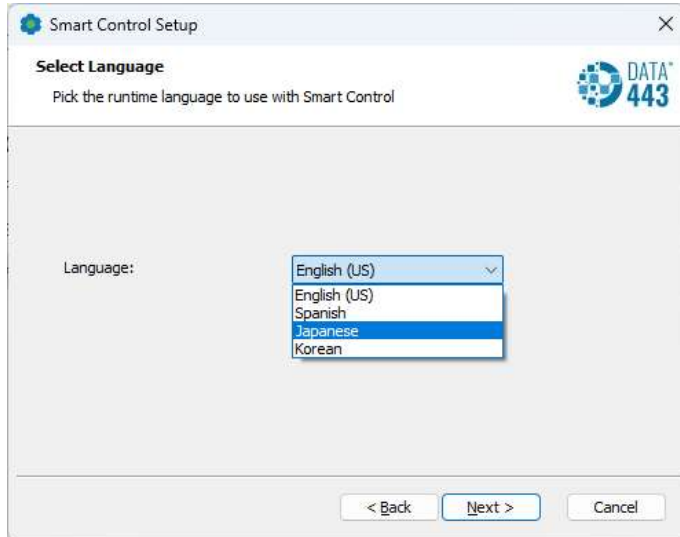 Smart Control Setup
Select Language
Pick the runtime language to use with Smart Control
DATA
443
Language:
English (US)
English (US)
Spanish
Japanese
Korean
< Back
Next >
Cancel